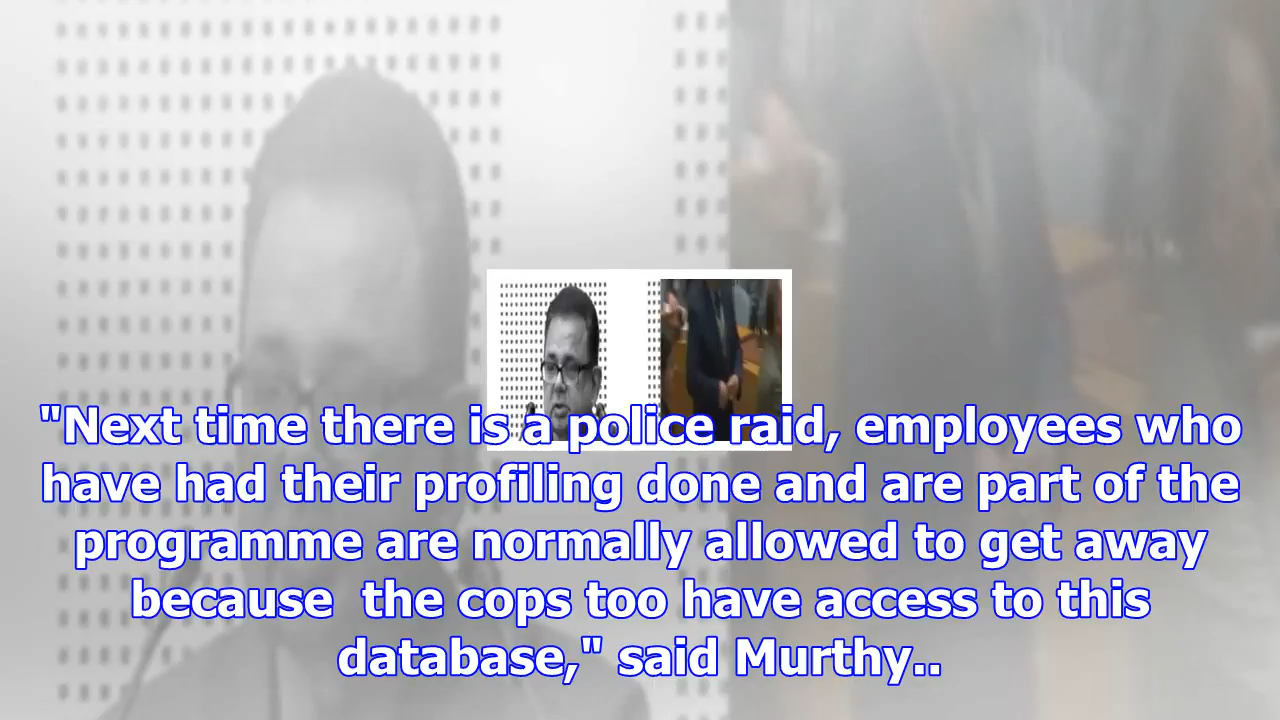 "Next time there is a police raid, employees who
have had their profiling done and are part of the
programme are normally allowed to get away
because  the cops too have access to this
database," said Murthy..